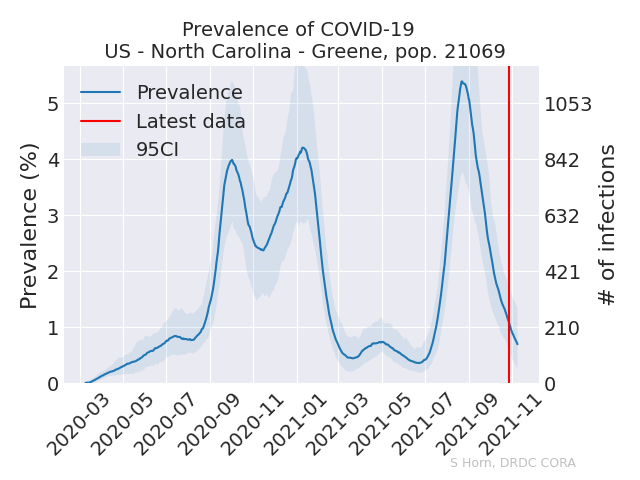 Prevalence of COVID-19
US - North Carolina - Greene, pop. 21069
Prevalence
Latest data
95CI
Prevalence (%)
5
4
3
2
1
0
1053
842
632
421
210
0
# of infections
2020-03
2020-05
2020-07
2020-09
2020-11
2021-01
2021-03
2021-05
2021-07
2021-09
2021-11
S Horn, DRDC CORA